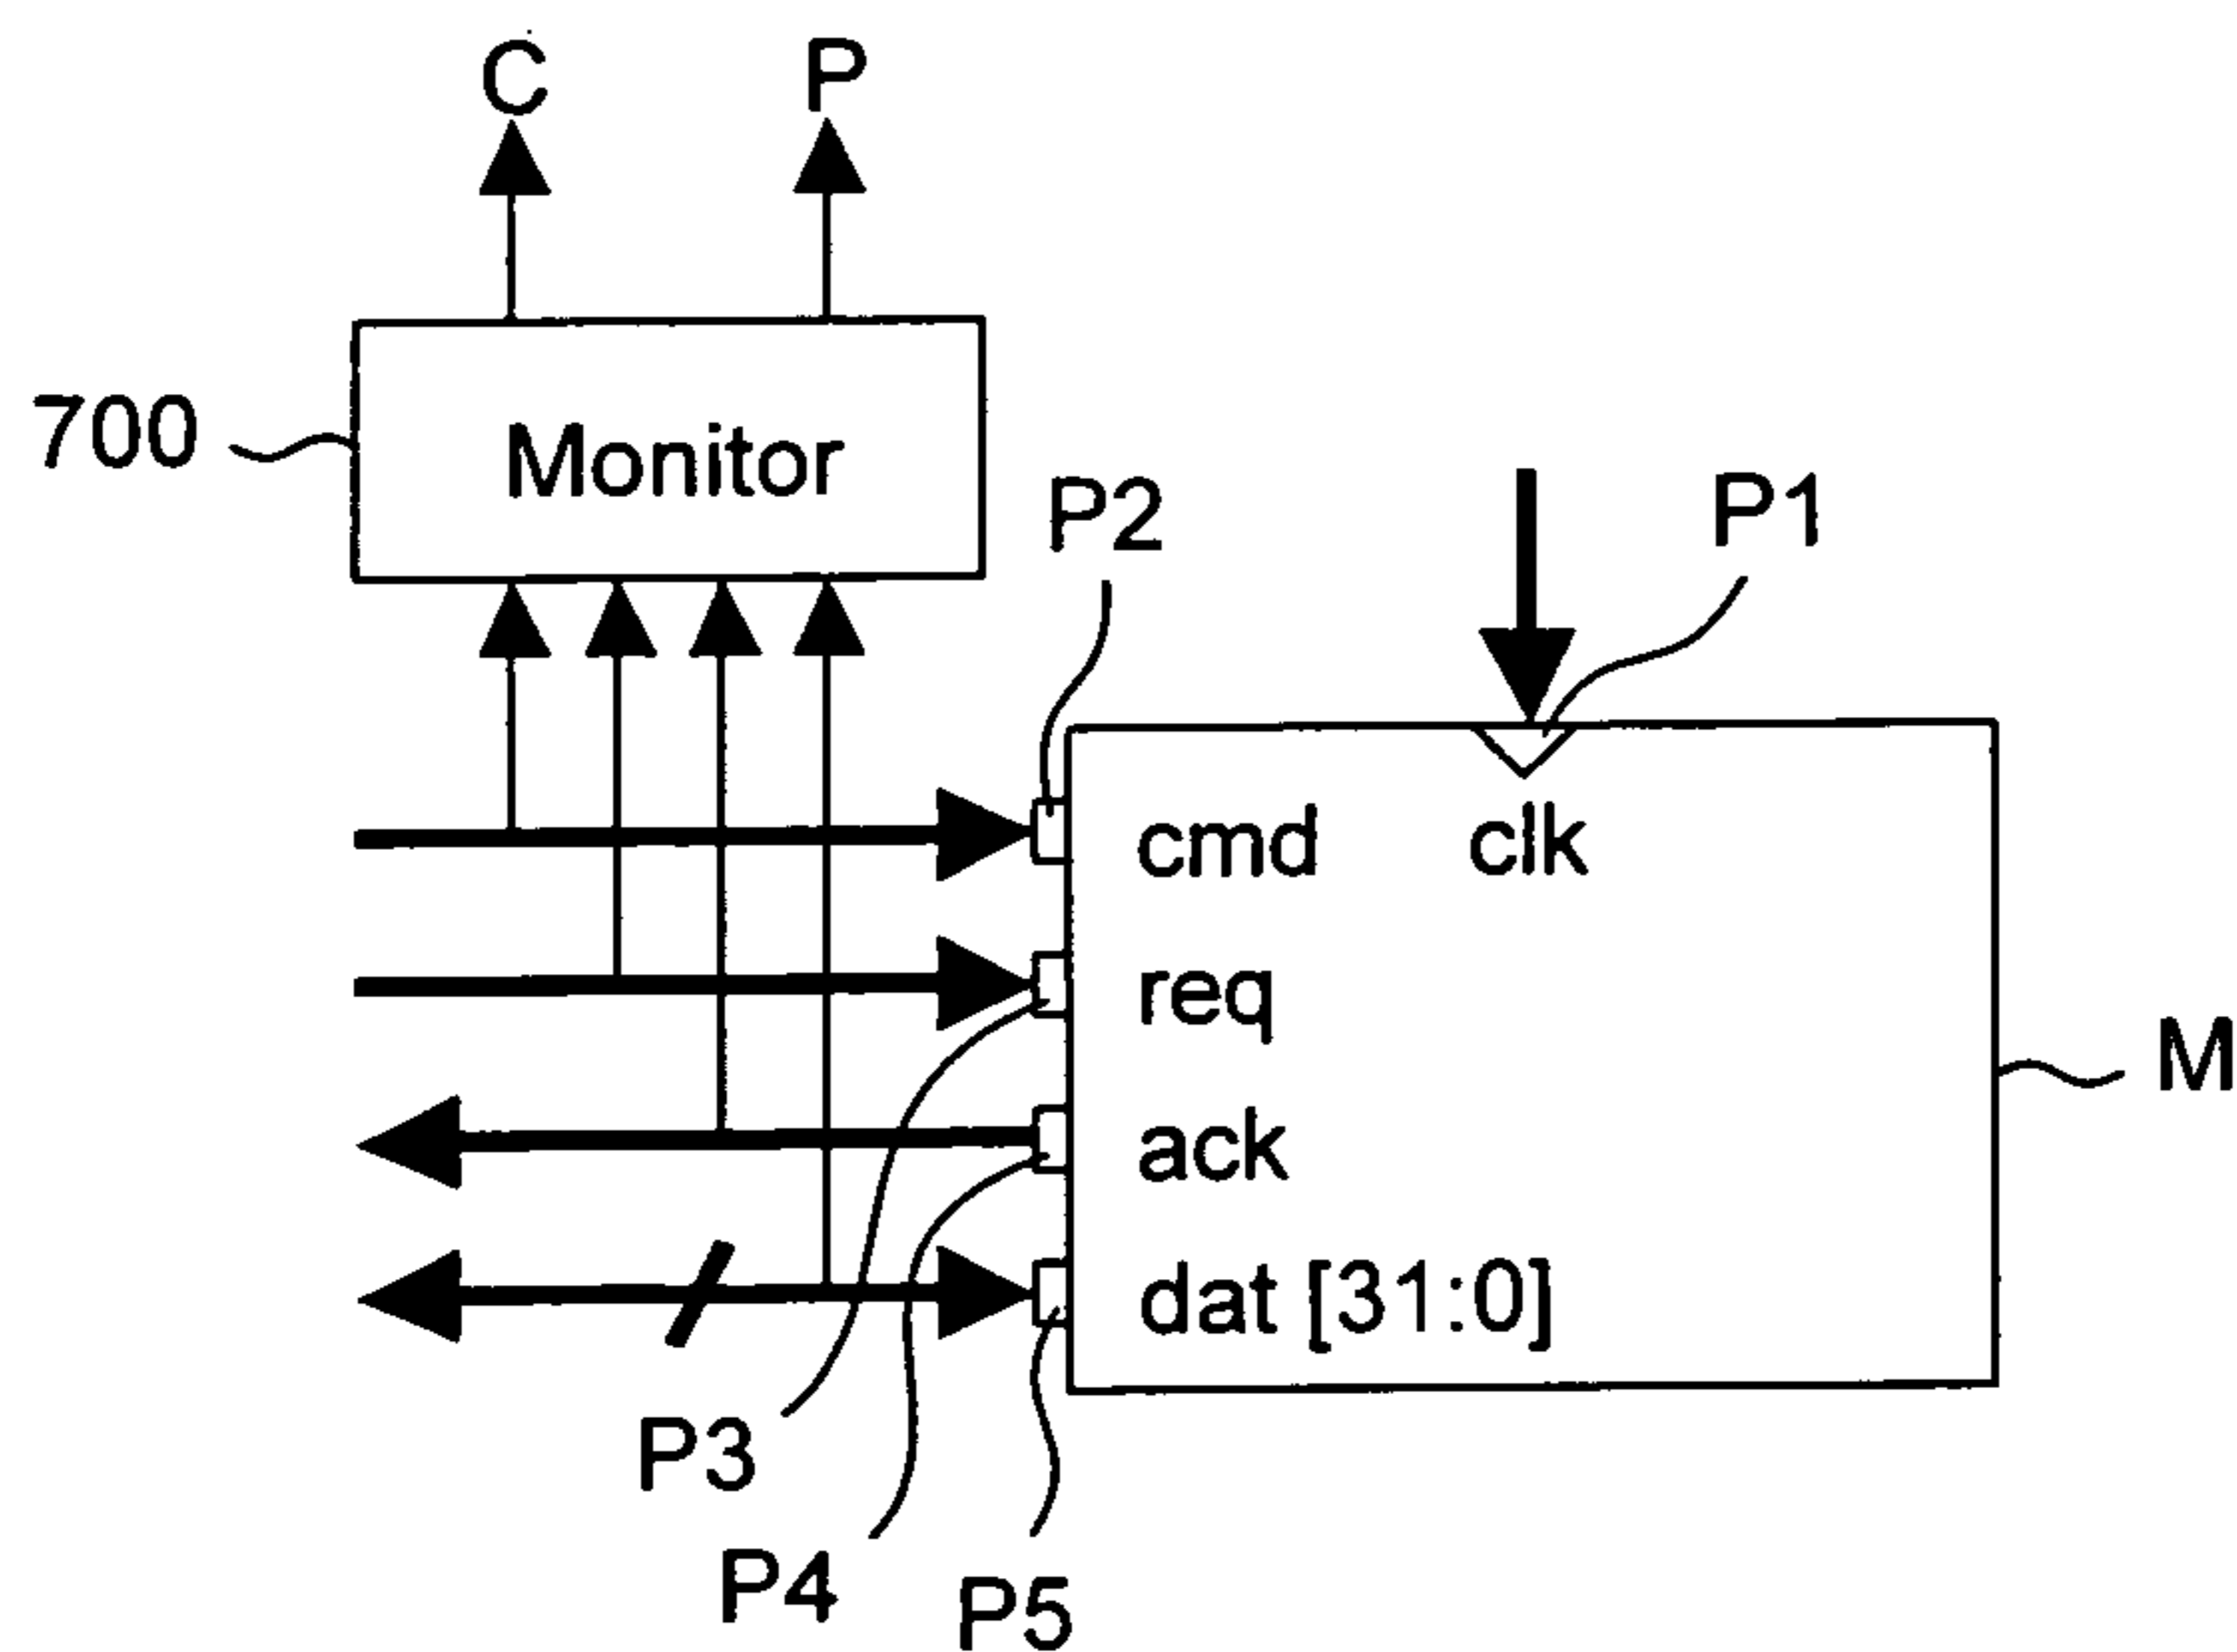 C P
700
Monitor
P2 P1
cmd clk
req
M
ack
dat [31:0]
P3
P4
P5